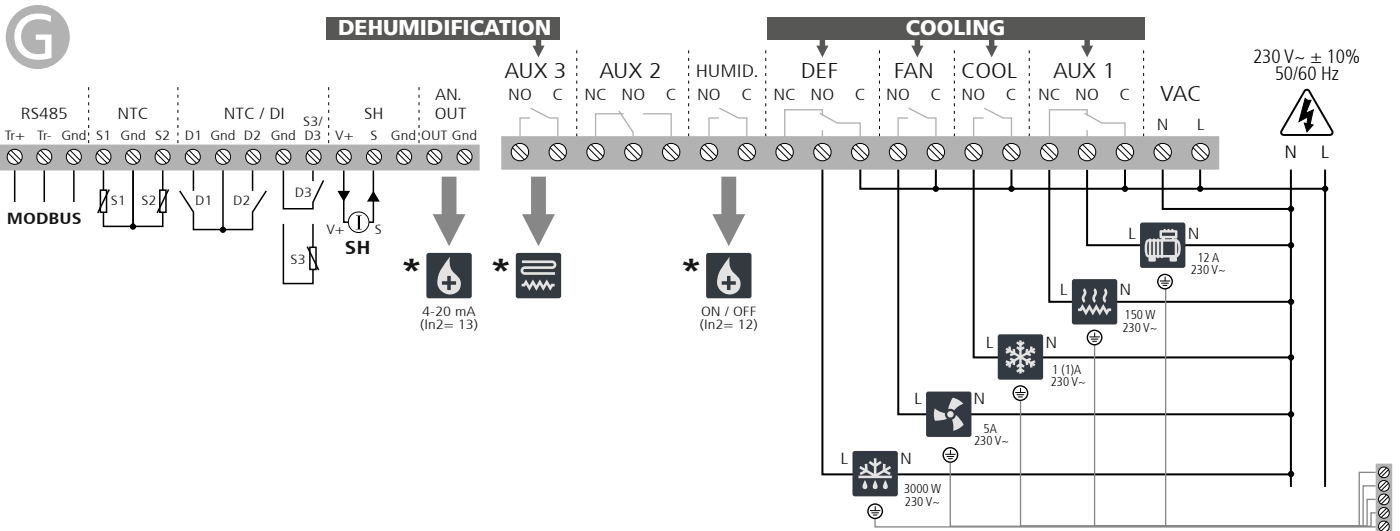 G
DEHUMIDIFICATION
COOLING
AUX 3
AUX 2
HUMID.
DEF
FAN
COOL
AUX 1
VAC
230 V~ ± 10%
50/60 Hz
RS485
NTC
NTC / DI
SH
AN.
OUT
NO C
NC NO C
NO C
NC NO C
NO C
NO C
NC NO C
N L
Tr+ Tr- Gnd
S1 Gnd S2
D1 Gnd D2 Gnd S3/
D3
V+ S Gnd
OUT Gnd
N L
MODBUS
S1
S2
D1
D2
D3
S3
V+ S
SH
*
4-20 mA
(In2= 13)
*
*
ON / OFF
(In2= 12)
L N
12 A
230 V~
L N
150 W
230 V~
L N
1 (1)A
230 V~
L N
5A
230 V~
L N
3000 W
230 V~